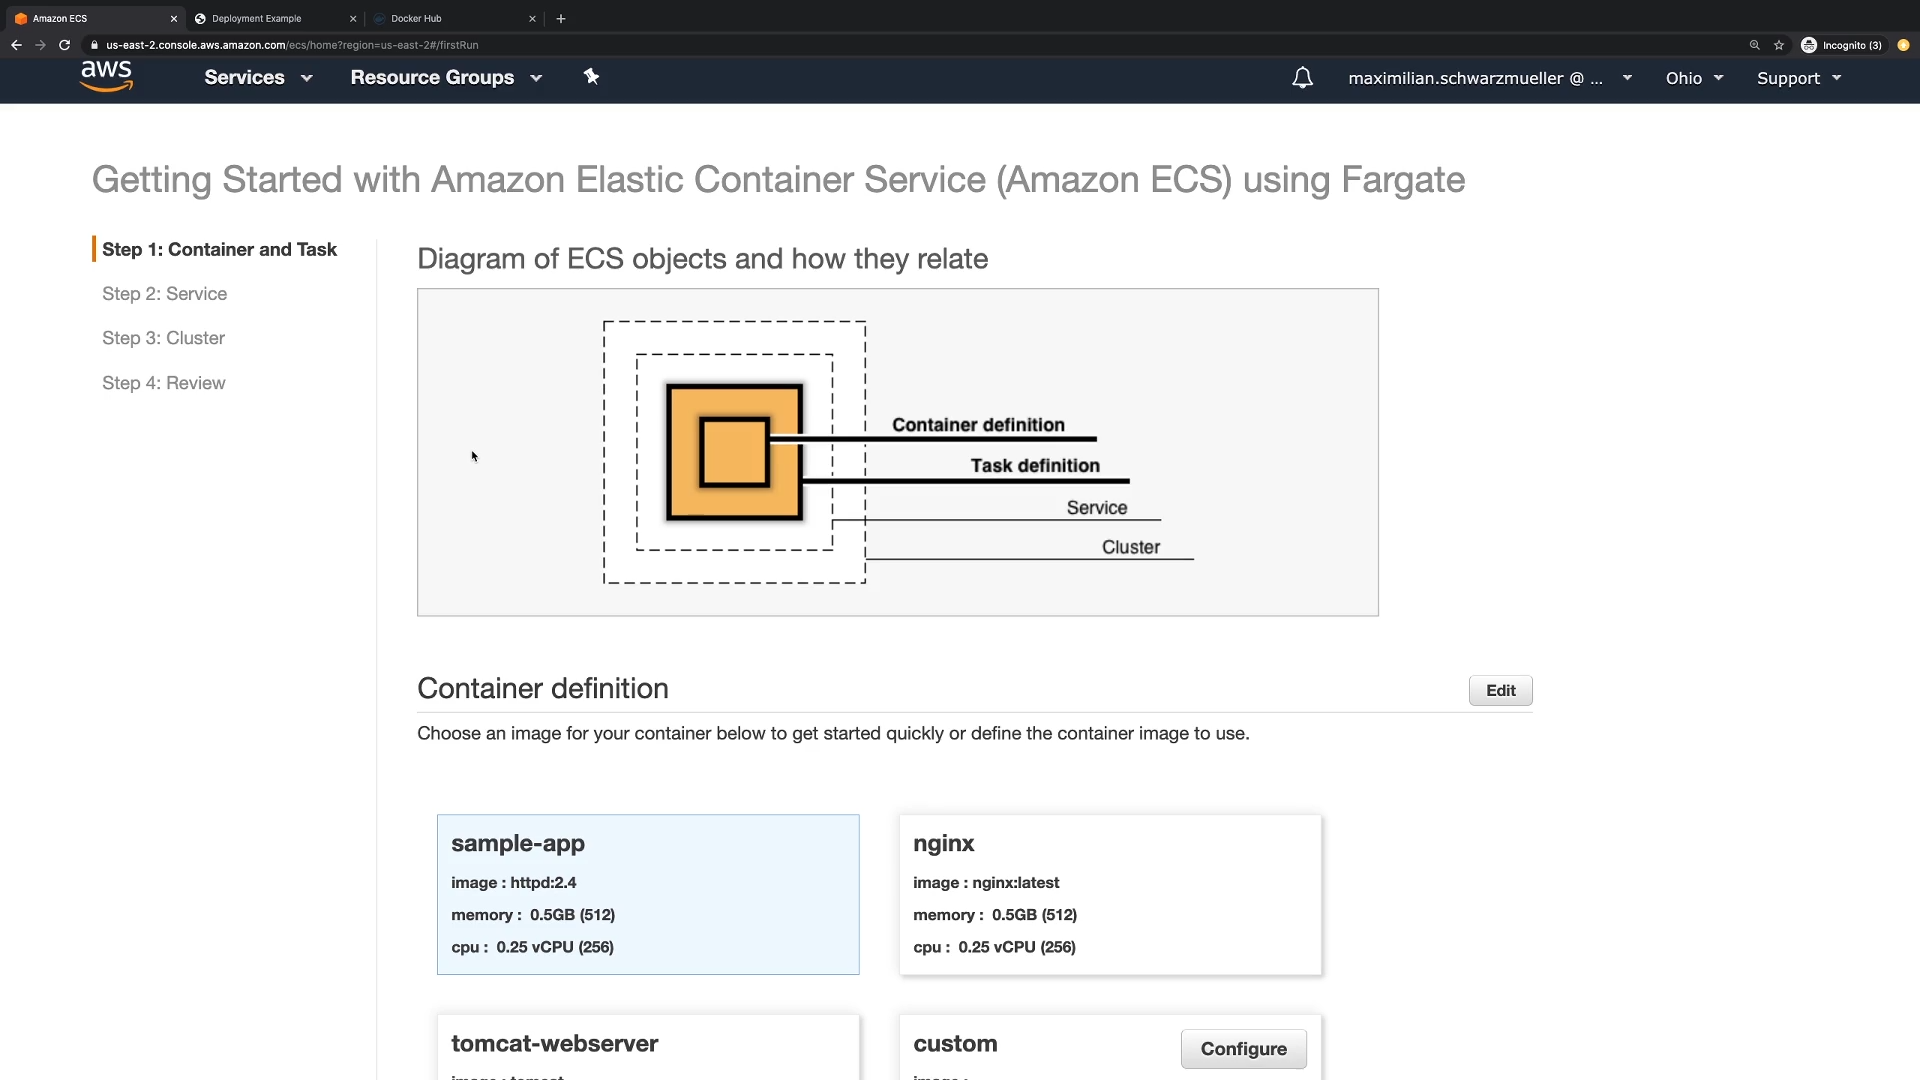 Amazon ECS
Deployment Example
Docker Hub
us-east-2.console.aws.amazon.com/ecs/home?region=us-east-2#/firstRun
Incognito (3)
aws
Services
Resource Groups
maximilian.schwarzmueller @ ...
Ohio
Support
Getting Started with Amazon Elastic Container Service (Amazon ECS) using Fargate
Step 1: Container and Task
Step 2: Service
Step 3: Cluster
Step 4: Review
Diagram of ECS objects and how they relate
Container definition
Task definition
Service
Cluster
Container definition
Edit
Choose an image for your container below to get started quickly or define the container image to use.
sample-app
image : httpd:2.4
memory : 0.5GB (512)
cpu : 0.25 vCPU (256)
nginx
image : nginx:latest
memory : 0.5GB (512)
cpu : 0.25 vCPU (256)
tomcat-webserver
image : tomcat
custom
Configure
image :